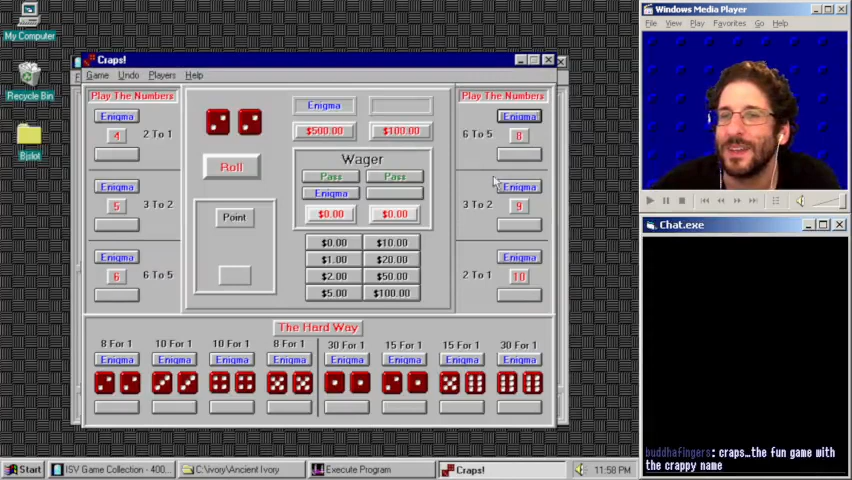 My Computer
Recycle Bin
Bjslot
Craps!
Game Undo Players Help
Play The Numbers
Enigma
4
2 To 1
Enigma
5
3 To 2
Enigma
6
6 To 5
Enigma
$500.00
$100.00
Roll
Wager
Pass
Pass
Enigma
$0.00
$0.00
Point
$0.00
$10.00
$1.00
$20.00
$2.00
$50.00
$5.00
$100.00
Play The Numbers
Enigma
6 To 5
8
Enigma
3 To 2
9
Enigma
2 To 1
10
The Hard Way
8 For 1
10 For 1
10 For 1
8 For 1
30 For 1
15 For 1
15 For 1
30 For 1
Enigma
Enigma
Enigma
Enigma
Enigma
Enigma
Enigma
Enigma
Windows Media Player
File View Play Favorites Go Help
Chat.exe
buddhafingers: craps...the fun game with
the crappy name
Start
ISV Game Collection - 400...
C:\ivory\Ancient Ivory
Execute Program
Craps!
11:58 PM